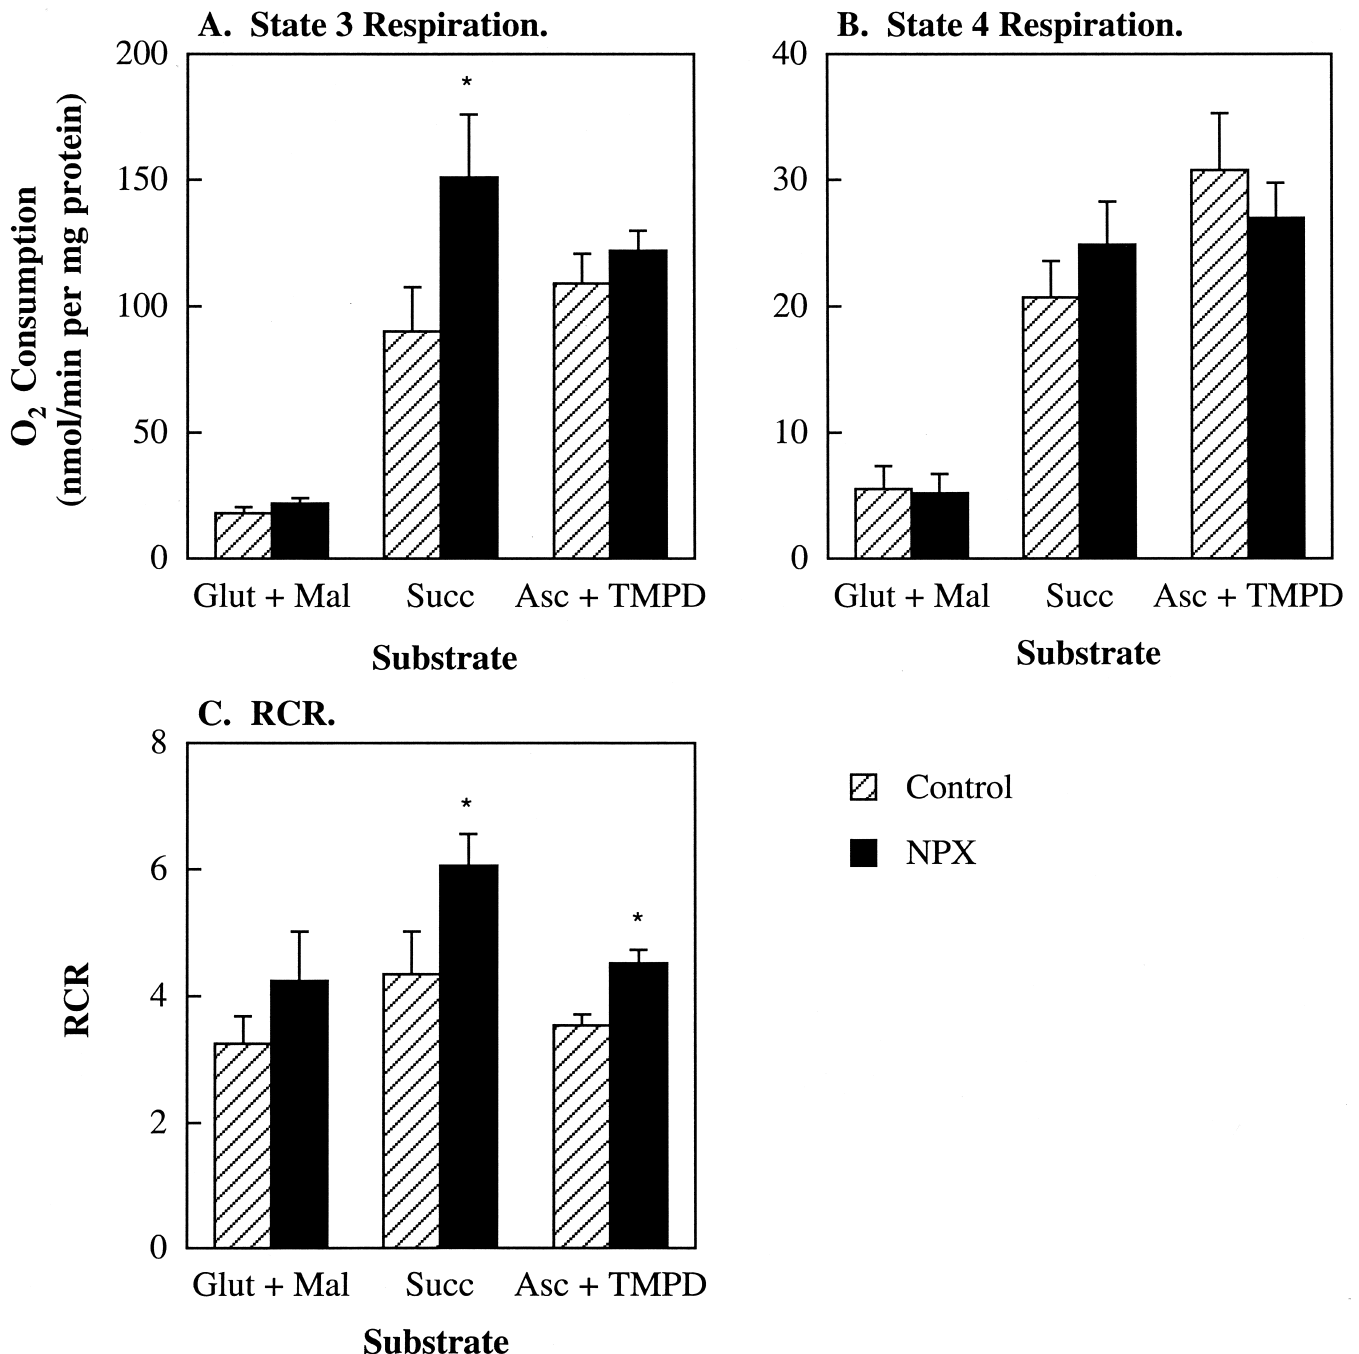 A. State 3 Respiration.
200
150
100
50
0
O2 Consumption
(nmol/min per mg protein)
*
Glut + Mal Succ Asc + TMPD
Substrate
B. State 4 Respiration.
40
30
20
10
0
Glut + Mal Succ Asc + TMPD
Substrate
C. RCR.
8
6
4
2
0
RCR
*
*
Glut + Mal Succ Asc + TMPD
Substrate
Control
NPX